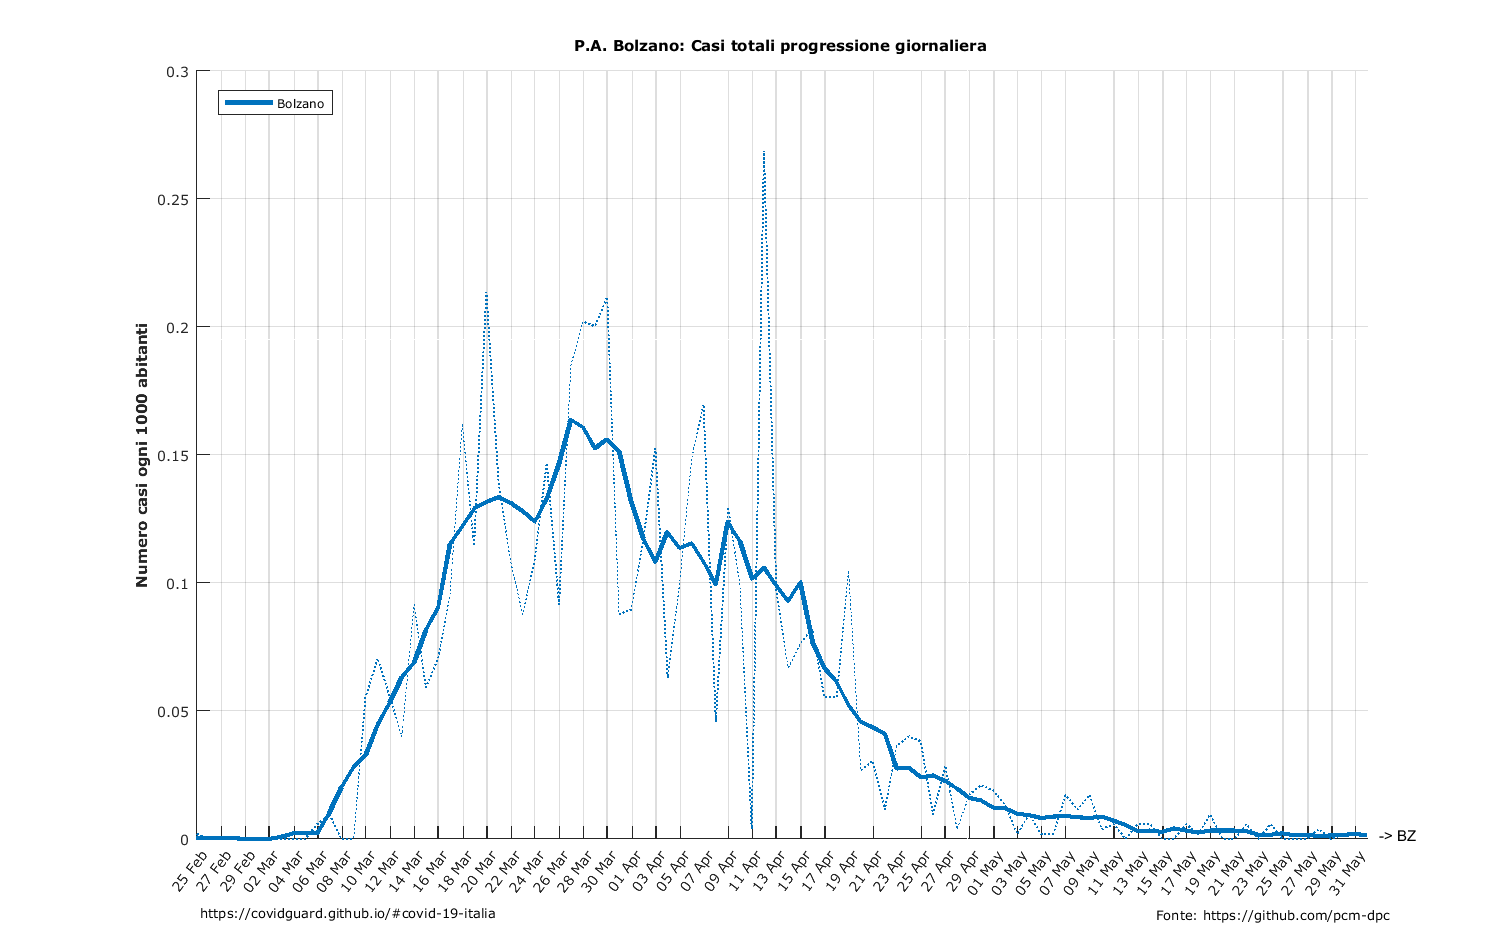 P.A. Bolzano: Casi totali progressione giornaliera
Bolzano
Numero casi ogni 1000 abitanti
0.3
0.25
0.2
0.15
0.1
0.05
0
-> BZ
25 Feb
27 Feb
29 Feb
02 Mar
04 Mar
06 Mar
08 Mar
10 Mar
12 Mar
14 Mar
16 Mar
18 Mar
20 Mar
22 Mar
24 Mar
26 Mar
28 Mar
30 Mar
01 Apr
03 Apr
05 Apr
07 Apr
09 Apr
11 Apr
13 Apr
15 Apr
17 Apr
19 Apr
21 Apr
23 Apr
25 Apr
27 Apr
29 Apr
01 May
03 May
05 May
07 May
09 May
11 May
13 May
15 May
17 May
19 May
21 May
23 May
25 May
27 May
29 May
31 May
https://covidguard.github.io/#covid-19-italia
Fonte: https://github.com/pcm-dpc